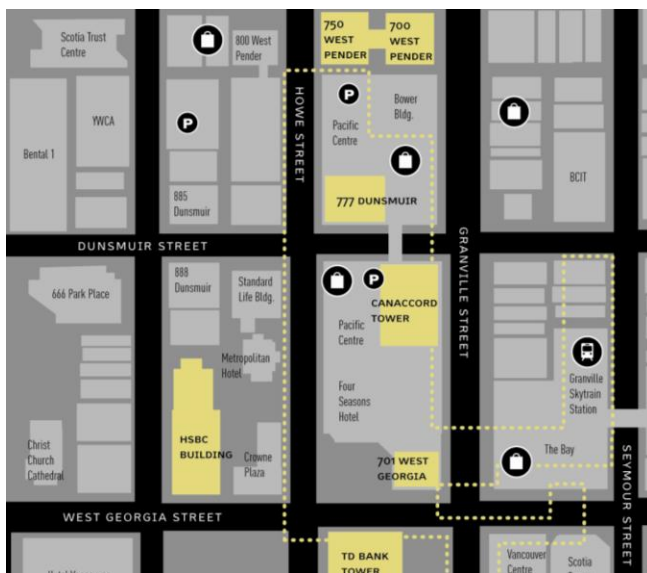 Scotia Trust
Centre
800 West
Pender
750
WEST
PENDER
700
WEST
PENDER
HOWE STREET
P
P
Bower
Bldg.
YWCA
Pacific
Centre
Bental 1
BCIT
885
Dunsmuir
777 DUNSMUIR
DUNSMUIR STREET
GRANVILLE STREET
666 Park Place
888
Dunsmuir
Standard
Life Bldg.
P
CANACCORD
TOWER
Pacific
Centre
Metropolitan
Hotel
Four
Seasons
Hotel
Granville
Skytrain
Station
Christ
Church
Cathedral
HSBC
BUILDING
Crowne
Plaza
701 WEST
GEORGIA
The Bay
SEYMOUR STREET
WEST GEORGIA STREET
TD BANK
TOWER
Vancouver
Centre
Scotia